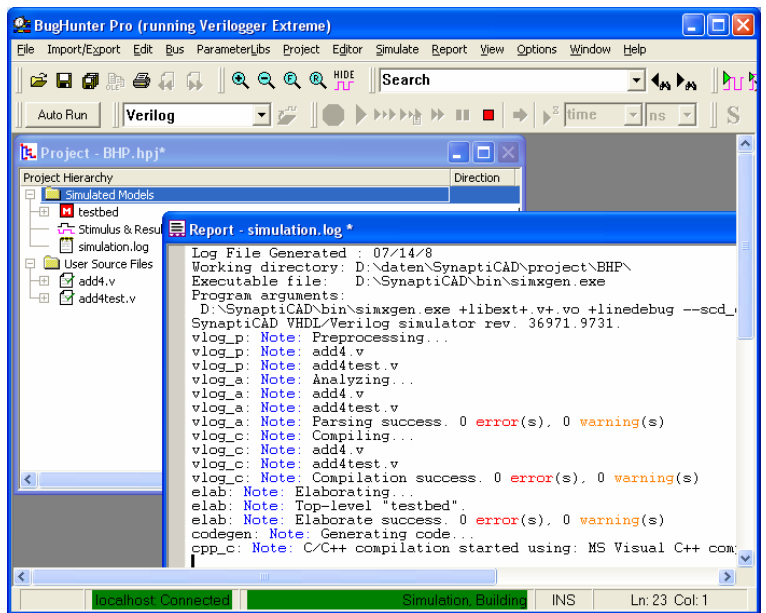 BugHunter Pro (running Verilogger Extreme)
File Import/Export Edit Bus ParameterLibs Project Editor Simulate Report View Options Window Help
HIDE Search
Auto Run Verilog time ns S
Project - BHP.hpj*
Project Hierarchy Direction
Simulated Models
M testbed
Stimulus &
simulation.log
User Source Files
add4.v
add4test.v
Report - simulation.log *
Log File Generated : 07/14/8
Working directory: D:\daten\SynaptiCAD\project\BHP\
Executable file: D:\SynaptiCAD\bin\simxgen.exe
Program arguments:
D:\SynaptiCAD\bin\simxgen.exe +libext+.v+.vo +linedebug --scd_
SynaptiCAD VHDL/Verilog simulator rev. 36971.9731.
vlog_p: Note: Preprocessing...
vlog_p: Note: add4.v
vlog_p: Note: add4test.v
vlog_a: Note: Analyzing...
vlog_a: Note: add4.v
vlog_a: Note: add4test.v
vlog_a: Note: Parsing success. 0 error(s), 0 warning(s)
vlog_c: Note: Compiling...
vlog_c: Note: add4.v
vlog_c: Note: add4test.v
vlog_c: Note: Compilation success. 0 error(s), 0 warning(s)
elab: Note: Elaborating...
elab: Note: Top-level "testbed".
elab: Note: Elaborate success. 0 error(s), 0 warning(s)
codegen: Note: Generating code...
cpp_c: Note: C/C++ compilation started using: MS Visual C++ com
localhost: Connected Simulation, Building INS Ln: 23 Col: 1